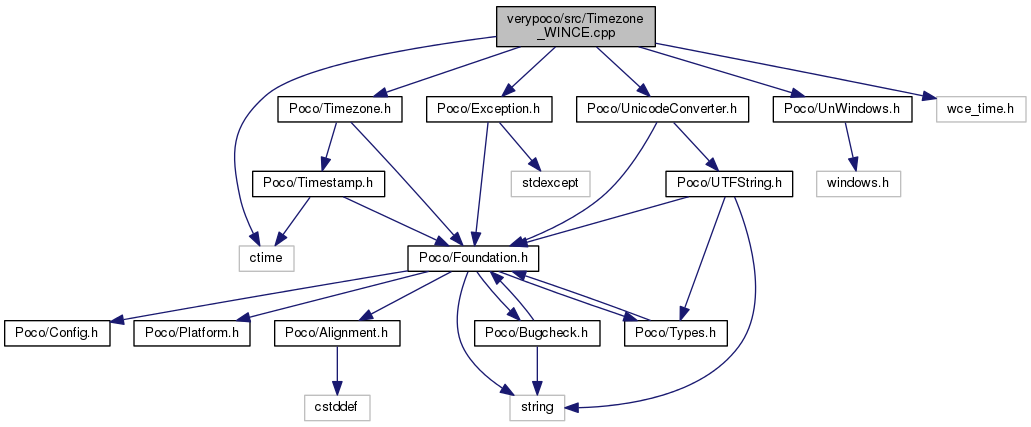 verypoco/src/Timezone
_WINCE.cpp
Poco/Timezone.h
Poco/Exception.h
Poco/UnicodeConverter.h
Poco/UnWindows.h
wce_time.h
Poco/Timestamp.h
stdexcept
Poco/UTFString.h
windows.h
ctime
Poco/Foundation.h
Poco/Config.h
Poco/Platform.h
Poco/Alignment.h
Poco/Bugcheck.h
Poco/Types.h
cstddef
string